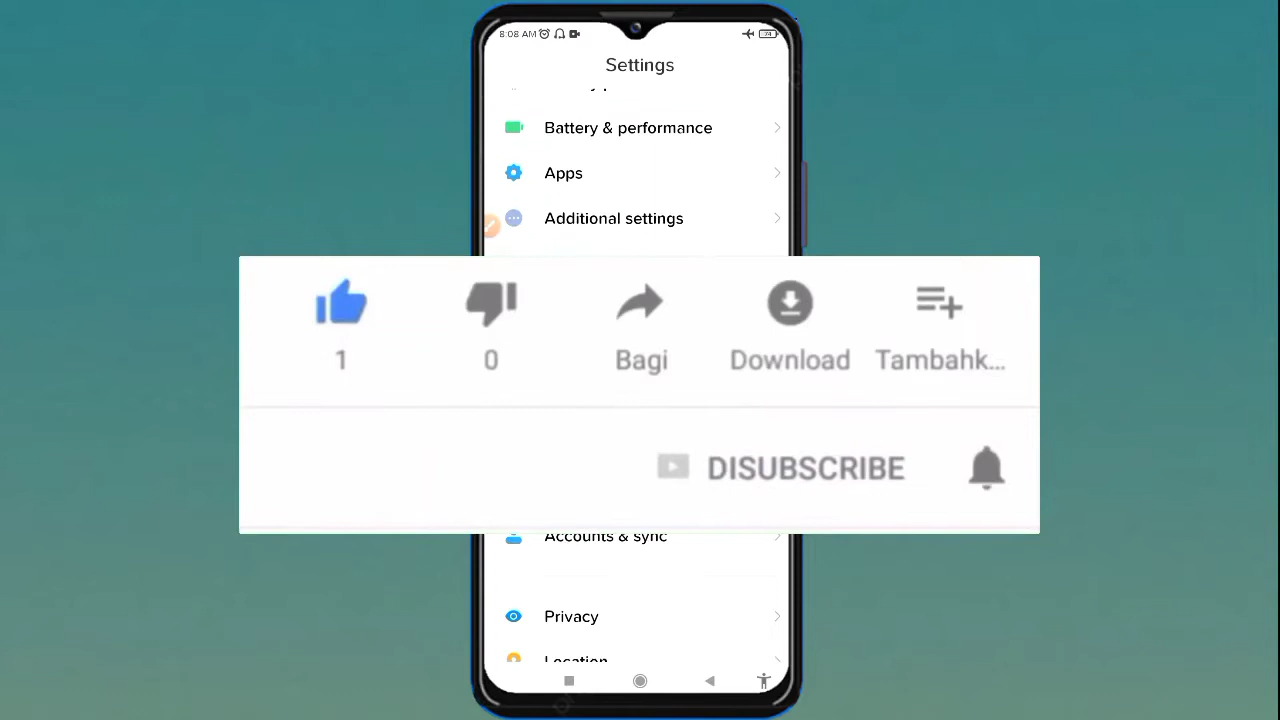 8:08 AM
74
Settings
Battery & performance
Apps
Additional settings
1
0
Bagi
Download
Tambahk...
DISUBSCRIBE
Accounts & sync
Privacy
Location